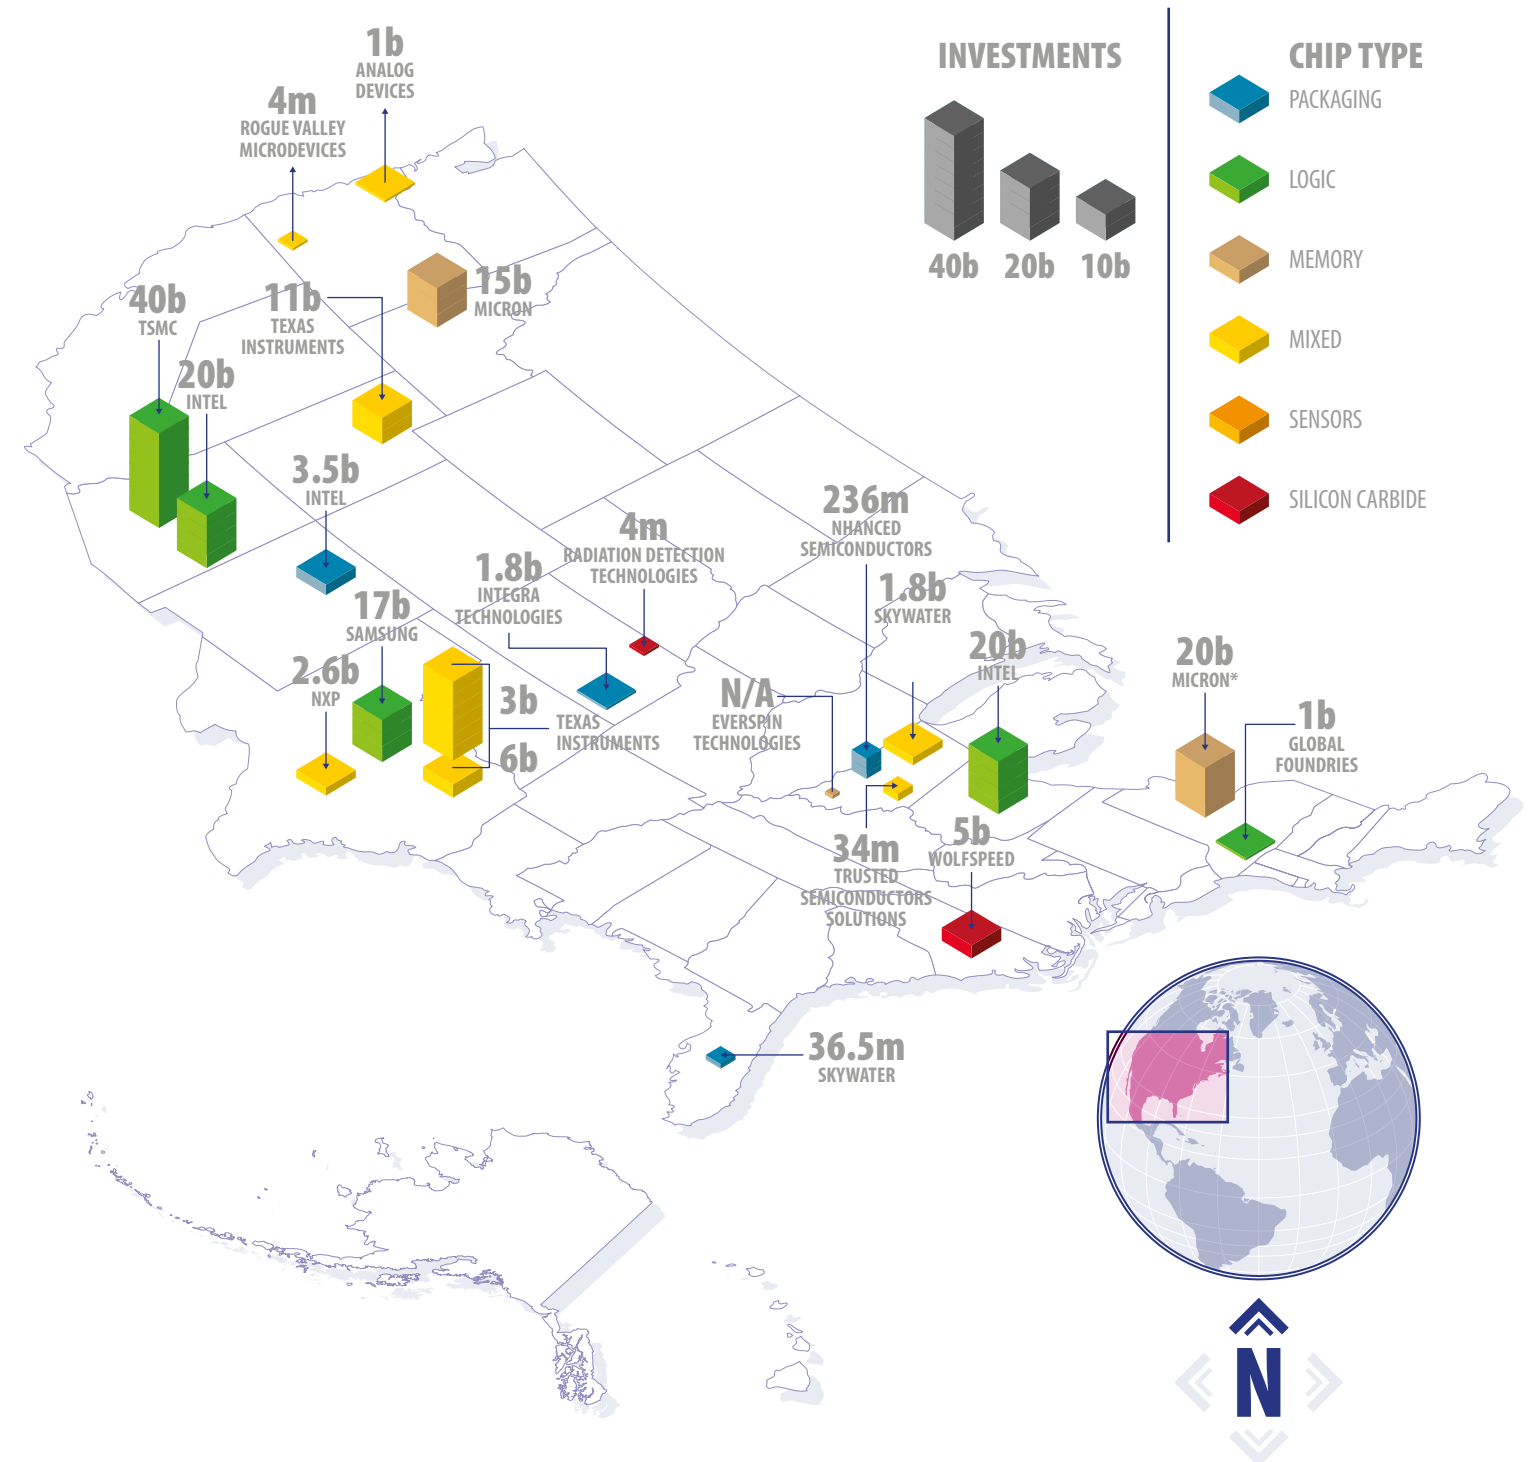 1b
ANALOG
DEVICES
4m
ROGUE VALLEY
MICRODEVICES
INVESTMENTS
40b
20b
10b
CHIP TYPE
PACKAGING
LOGIC
MEMORY
MIXED
SENSORS
SILICON CARBIDE
15b
MICRON
11b
TEXAS
INSTRUMENTS
40b
TSMC
20b
INTEL
3.5b
INTEL
236m
NHANCED
SEMICONDUCTORS
4m
RADIATION DETECTION
TECHNOLOGIES
1.8b
INTEGRA
TECHNOLOGIES
1.8b
SKYWATER
17b
SAMSUNG
20b
INTEL
20b
MICRON*
2.6b
NXP
3b
TEXAS
INSTRUMENTS
6b
N/A
EVERSPIN
TECHNOLOGIES
1b
GLOBAL
FOUNDRIES
34m
TRUSTED
SEMICONDUCTORS
SOLUTIONS
5b
WOLFSPEED
36.5m
SKYWATER
N